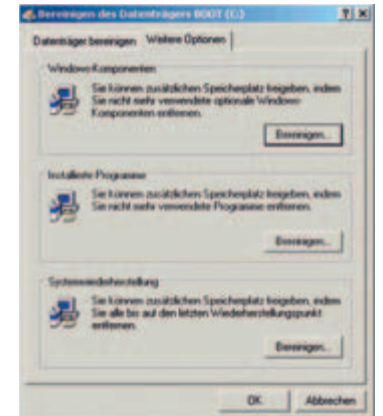 Bereinigen des Datenträgers BOOT (C:)
Datenträger bereinigen Weitere Optionen
Windows-Komponenten
Sie können zusätzlichen Speicherplatz freigeben, indem
Sie nicht mehr verwendete optionale Windows-
Komponenten entfernen.
Bereinigen...
Installierte Programme
Sie können zusätzlichen Speicherplatz freigeben, indem
Sie nicht mehr verwendete Programme entfernen.
Bereinigen...
Systemwiederherstellung
Sie können zusätzlichen Speicherplatz freigeben, indem
Sie alle bis auf den letzten Wiederherstellungspunkt
entfernen.
Bereinigen...
OK Abbrechen